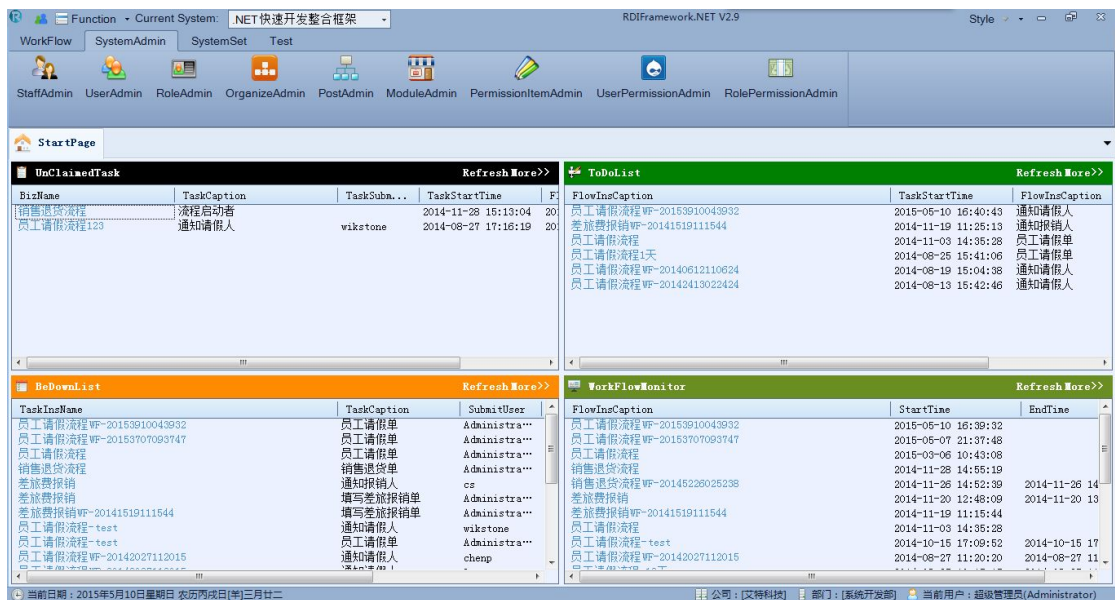 Function Current System: .NET快速开发整合框架 RDIFramework.NET V2.9 Style
WorkFlow SystemAdmin SystemSet Test
StaffAdmin UserAdmin RoleAdmin OrganizeAdmin PostAdmin ModuleAdmin PermissionItemAdmin UserPermissionAdmin RolePermissionAdmin
StartPage
UnClaimedTask Refresh More>>
BizName TaskCaption TaskSubm... TaskStartTime
销售退货流程 流程启动者 2014-11-28 15:13:04 20
员工请假流程123 通知请假人 wikstone 2014-08-27 17:16:19 20
ToDoList Refresh More>>
FlowInsCaption TaskStartTime FlowInsCaption
员工请假流程WF-20153910043932 2015-05-10 16:40:43 通知请假人
差旅费报销WF-20141519111544 2014-11-19 11:25:13 通知报销人
员工请假流程 2014-11-03 14:35:28 员工请假单
员工请假流程1天 2014-08-25 15:41:06 员工请假单
员工请假流程WF-20140612110624 2014-08-19 15:04:38 通知请假人
员工请假流程WF-20142413022424 2014-08-13 15:42:46 通知请假人
BeDownList Refresh More>>
TaskInsName TaskCaption SubmitUser
员工请假流程WF-20153910043932 员工请假单 Administra···
员工请假流程WF-20153707093747 员工请假单 Administra···
员工请假流程 员工请假单 Administra···
销售退货流程 销售退货单 Administra···
差旅费报销 通知报销人 cs
差旅费报销 填写差旅报销单 Administra···
差旅费报销WF-20141519111544 填写差旅报销单 Administra···
员工请假流程-test 通知请假人 wikstone
员工请假流程-test 员工请假单 Administra···
员工请假流程WF-20142027112015 通知请假人 chenp
WorkFlowMonitor Refresh More>>
FlowInsCaption StartTime EndTime
员工请假流程WF-20153910043932 2015-05-10 16:39:32
员工请假流程WF-20153707093747 2015-05-07 21:37:48
员工请假流程 2015-03-06 10:43:08
销售退货流程 2014-11-28 14:55:19
销售退货流程WF-20145226025238 2014-11-26 14:52:39 2014-11-26 14
差旅费报销 2014-11-20 12:48:09 2014-11-20 13
差旅费报销WF-20141519111544 2014-11-19 11:15:44
员工请假流程 2014-11-03 14:35:28
员工请假流程-test 2014-10-15 17:09:52 2014-10-15 17
员工请假流程WF-20142027112015 2014-08-27 11:20:20 2014-08-27 11
当前日期:2015年5月10日星期日 农历丙戌日[羊]三月廿二 公司:[艾特科技] 部门:[系统开发部] 当前用户:超级管理员(Administrator)